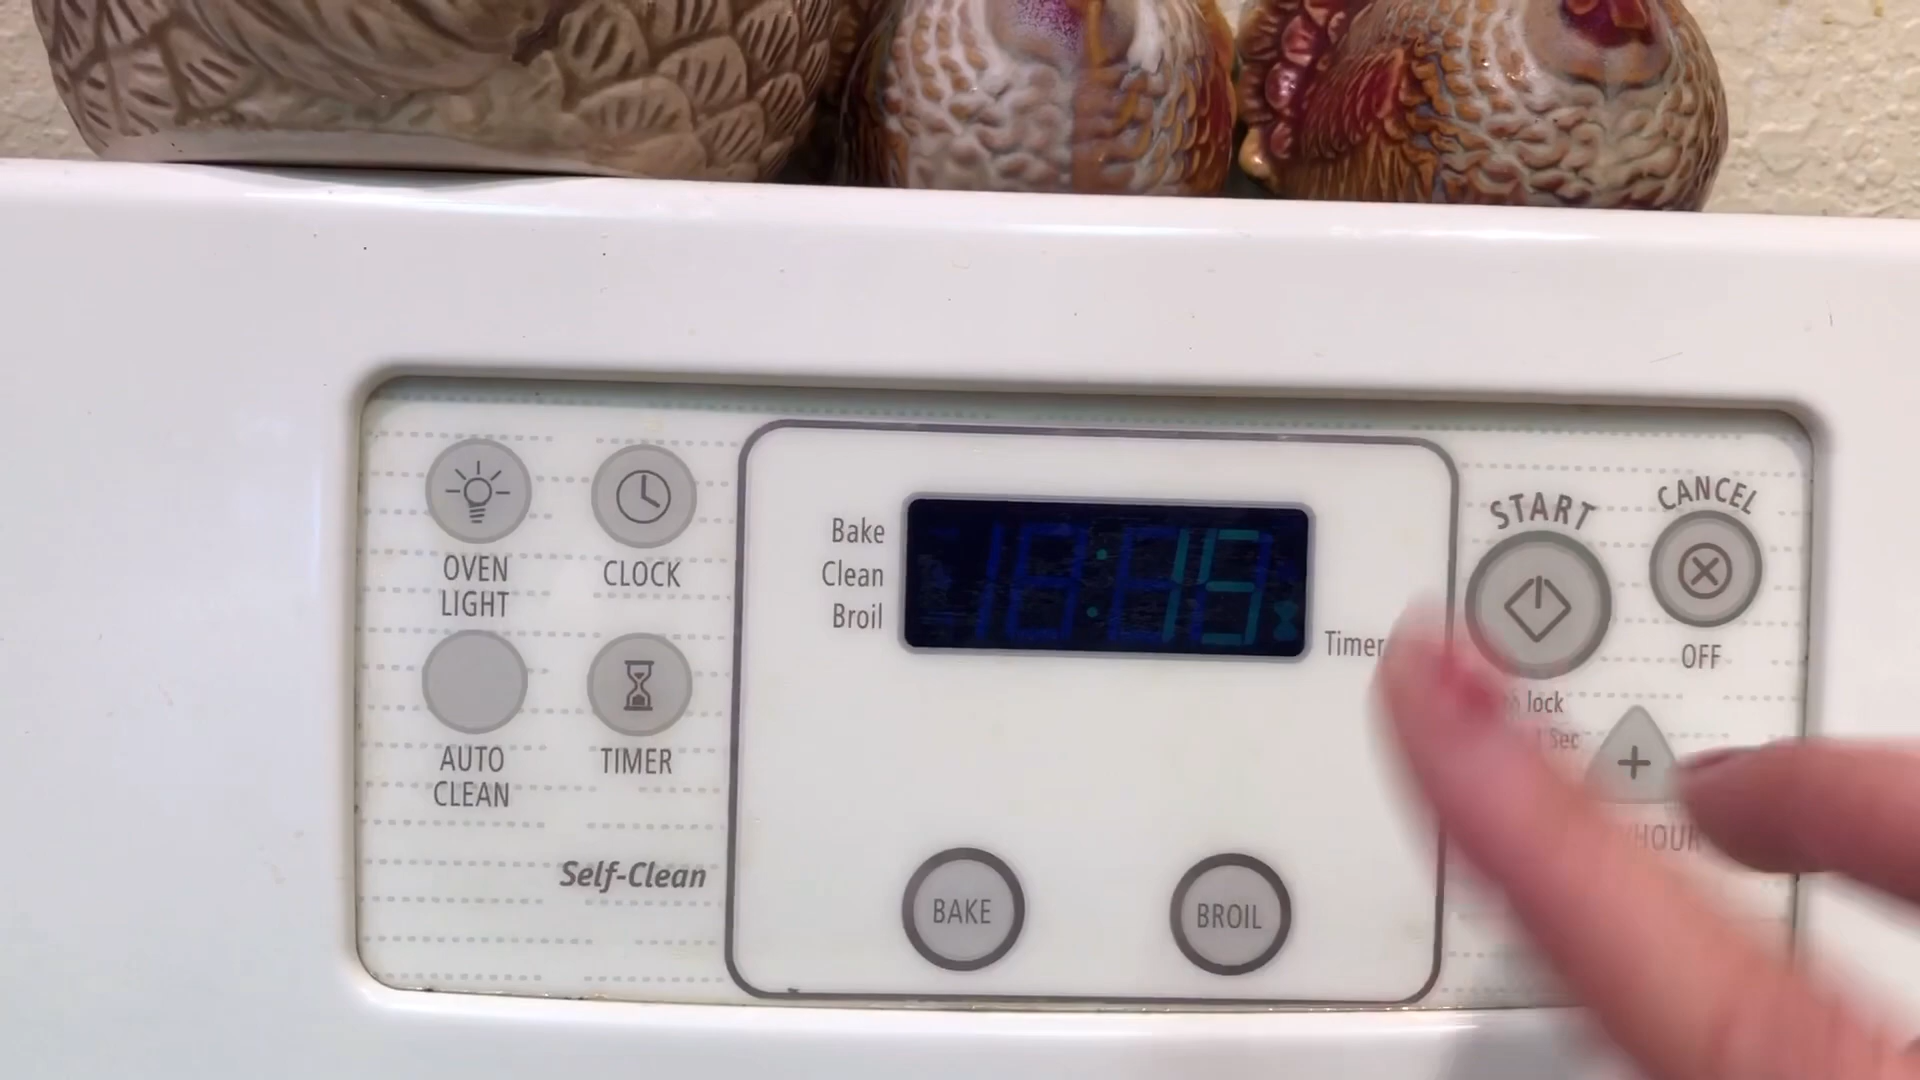 OVEN
LIGHT
CLOCK
AUTO
CLEAN
TIMER
Self-Clean
Bake
Clean
Broil
:15
Timer
BAKE
BROIL
START
CANCEL
OFF
lock
Sec
+
/HOUR